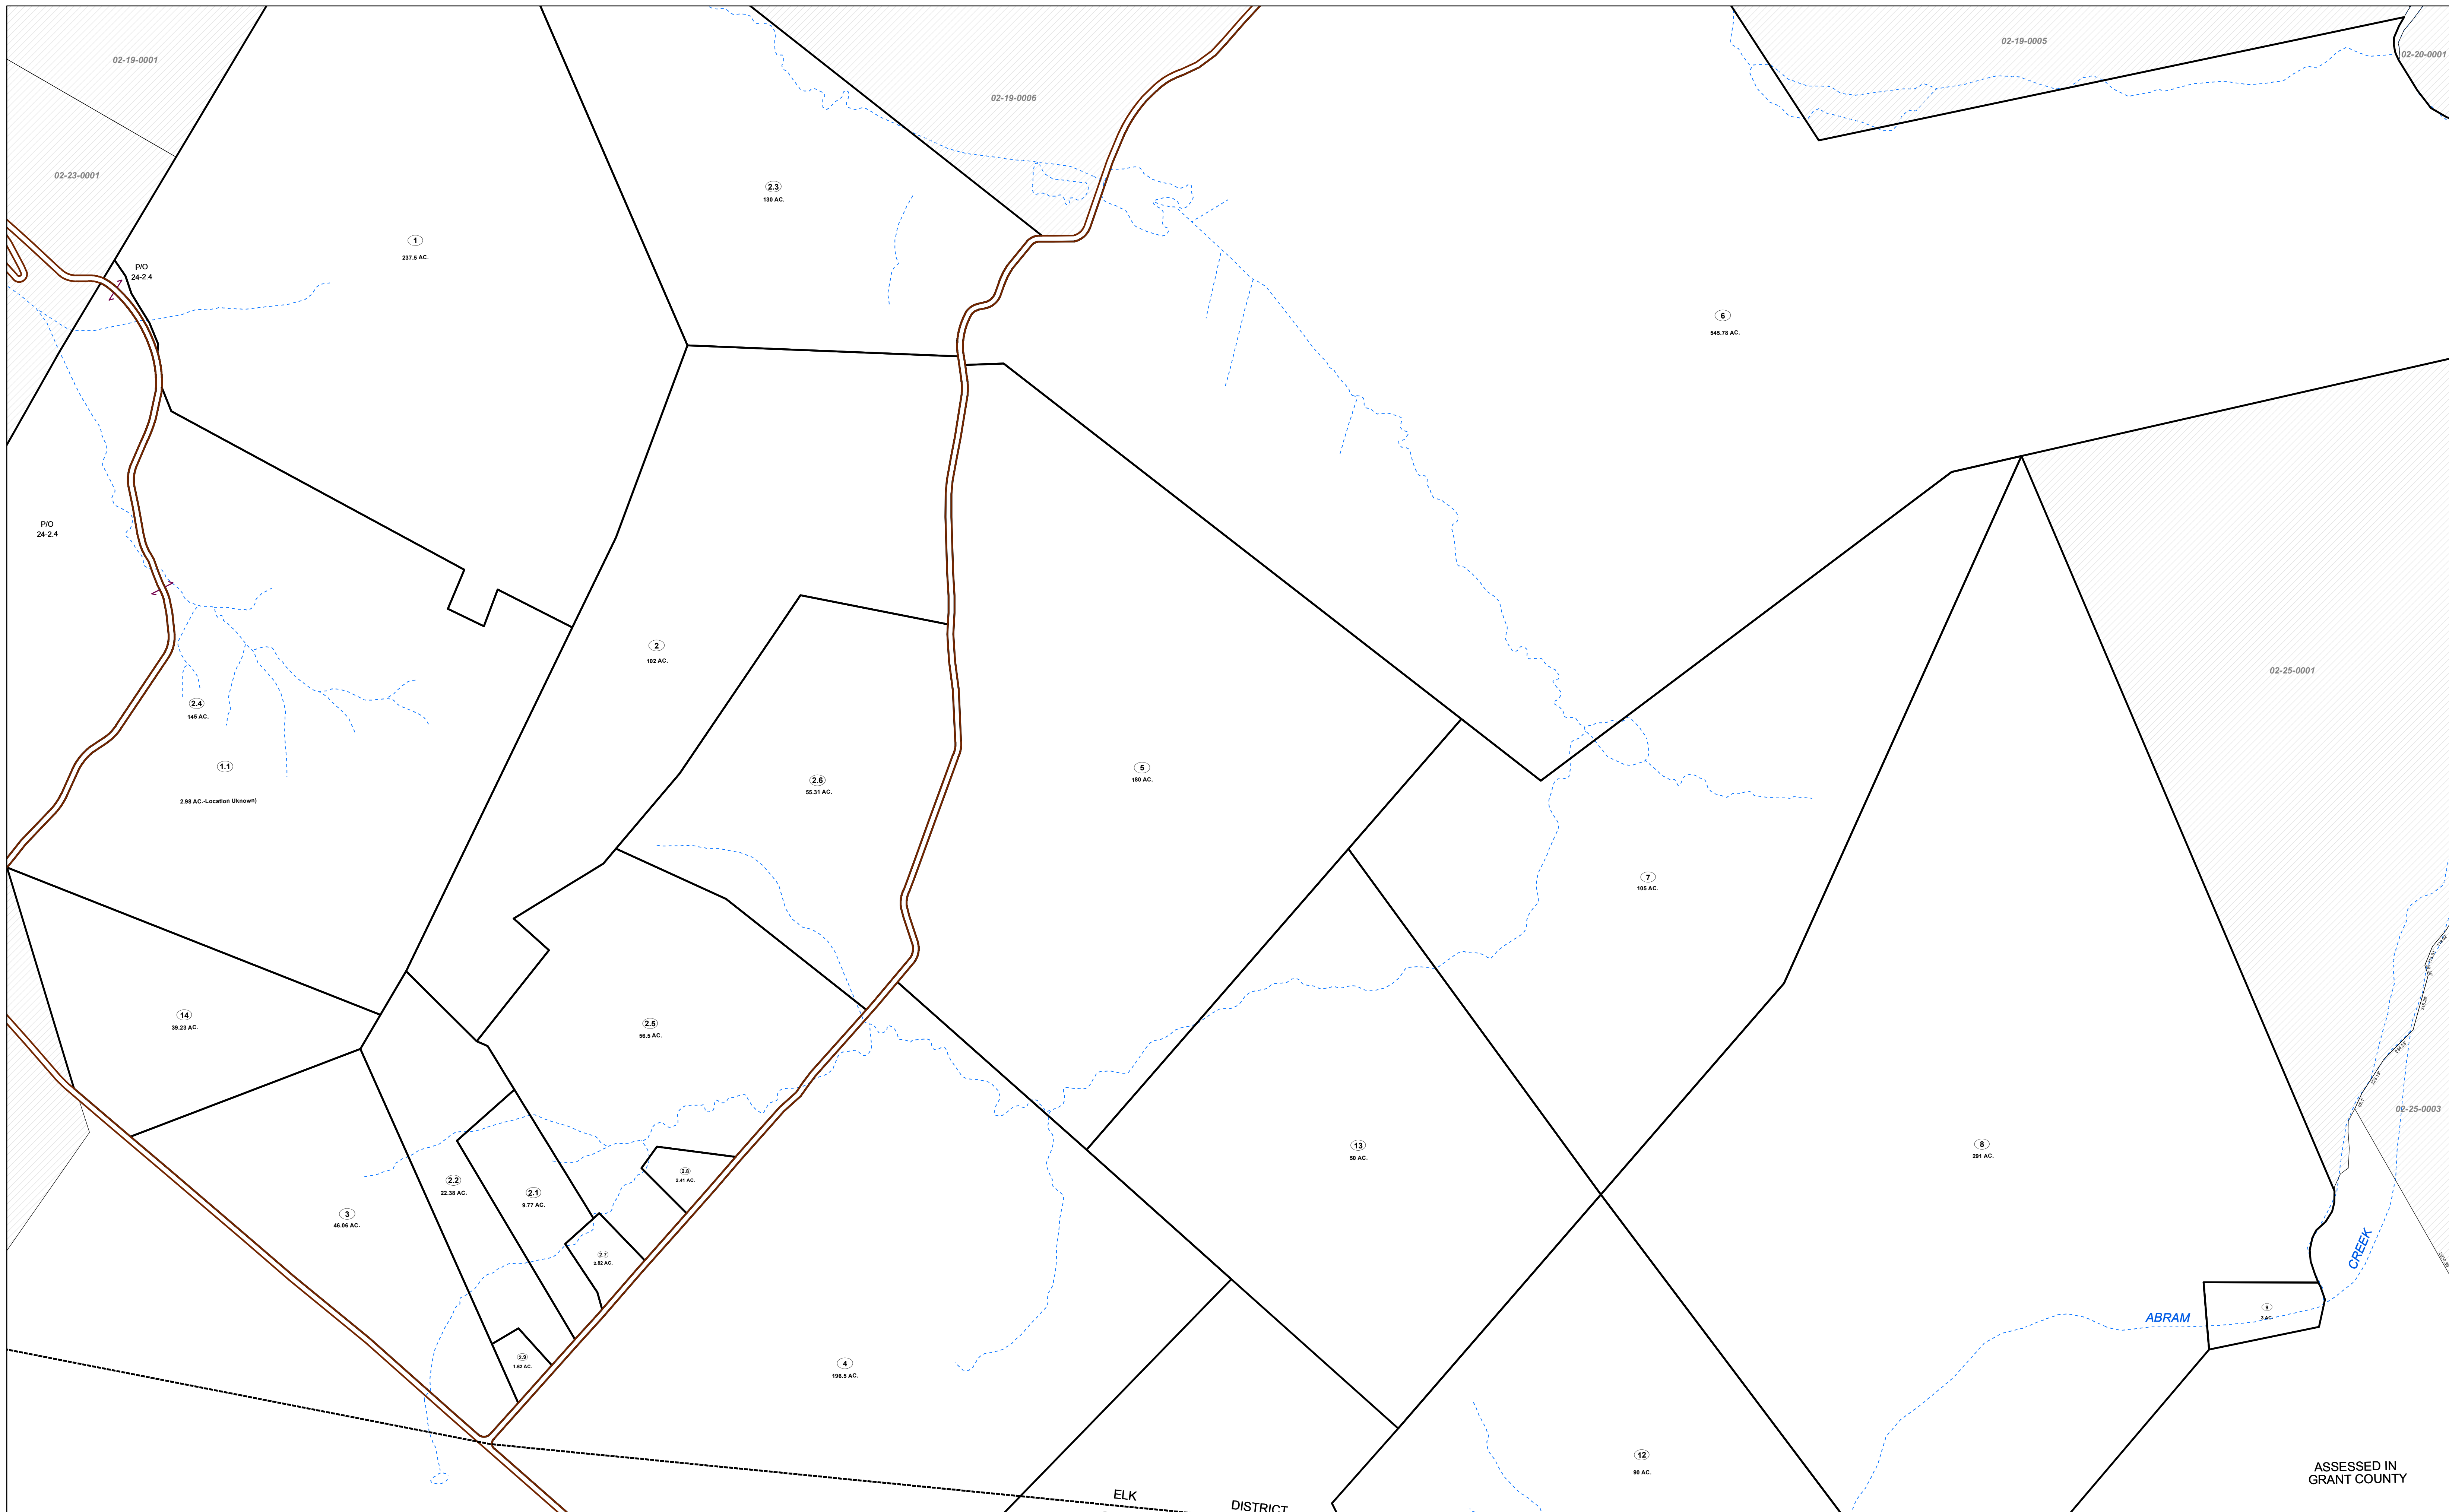 02-19-0001
02-19-0005
02-20-0001
02-19-0006
02-23-0001
2.3
130 AC.
1
237.5 AC.
P/O
24-2.4
6
545.78 AC.
P/O
24-2.4
2
102 AC.
02-25-0001
2.4
145 AC.
1.1
2.98 AC.-Location Uknown)
2.6
55.31 AC.
5
180 AC.
7
105 AC.
14
39.23 AC.
2.5
56.5 AC.
02-25-0003
13
50 AC.
8
291 AC.
2.8
2.41 AC.
2.2
22.38 AC.
2.1
9.77 AC.
3
46.06 AC.
2.7
2.82 AC.
CREEK
ABRAM
9
3 AC.
2.9
1.62 AC.
4
196.5 AC.
12
90 AC.
ASSESSED IN
GRANT COUNTY
ELK
DISTRICT